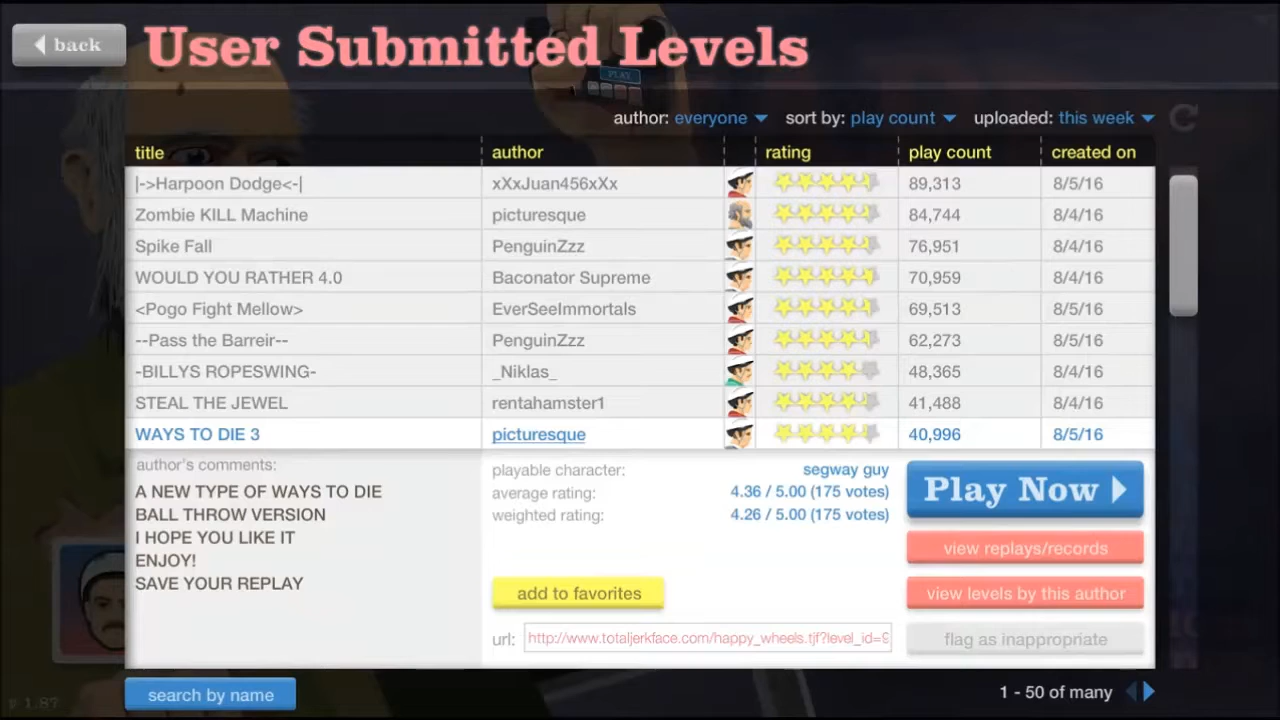 back
User Submitted Levels
PLAY
author: everyone sort by: play count uploaded: this week
title author rating play count created on
|->Harpoon Dodge<-| xXxJuan456xXx 89,313 8/5/16
Zombie KILL Machine picturesque 84,744 8/4/16
Spike Fall PenguinZzz 76,951 8/4/16
WOULD YOU RATHER 4.0 Baconator Supreme 70,959 8/4/16
<Pogo Fight Mellow> EverSeeImmortals 69,513 8/5/16
--Pass the Barreir-- PenguinZzz 62,273 8/5/16
-BILLYS ROPESWING- _Niklas_ 48,365 8/4/16
STEAL THE JEWEL rentahamster1 41,488 8/4/16
WAYS TO DIE 3 picturesque 40,996 8/5/16
author's comments:
A NEW TYPE OF WAYS TO DIE
BALL THROW VERSION
I HOPE YOU LIKE IT
ENJOY!
SAVE YOUR REPLAY
playable character: segway guy
average rating: 4.36 / 5.00 (175 votes)
weighted rating: 4.26 / 5.00 (175 votes)
add to favorites
url: http://www.totaljerkface.com/happy_wheels.tjf?level_id=9
Play Now
view replays/records
view levels by this author
flag as inappropriate
search by name
1 - 50 of many
1.87